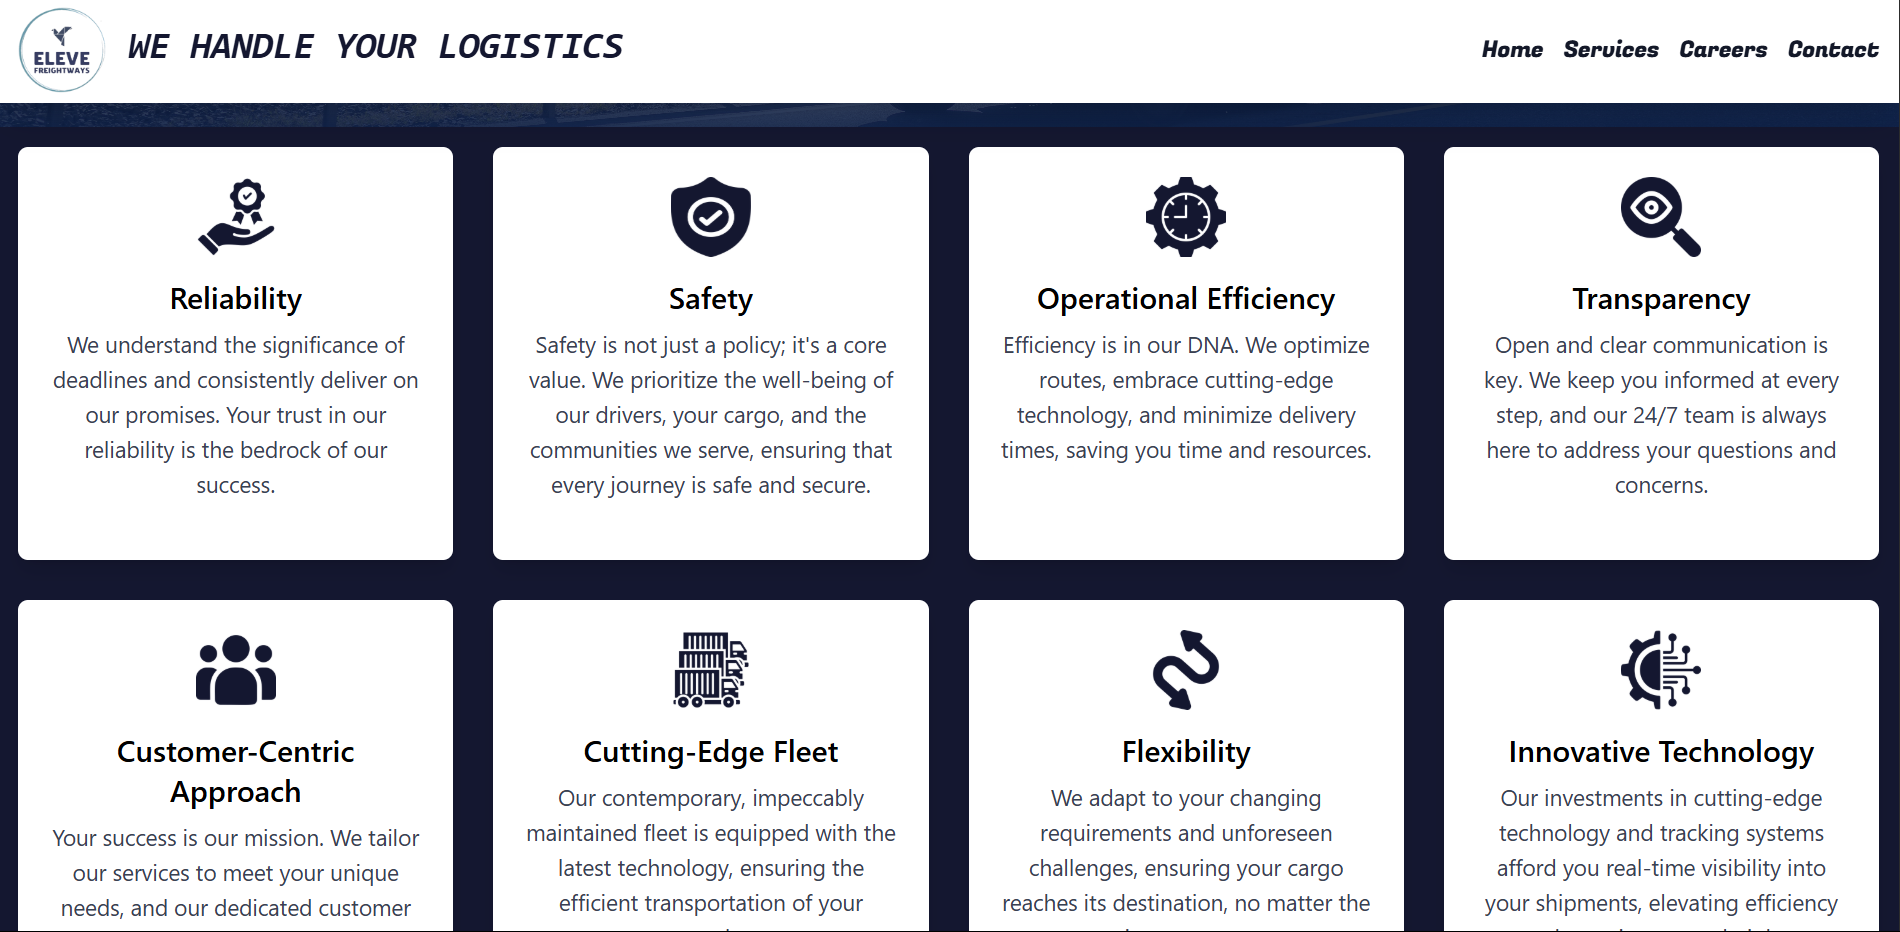 ELEVE
FREIGHTWAYS
WE HANDLE YOUR LOGISTICS
Home Services Careers Contact
Reliability
We understand the significance of
deadlines and consistently deliver on
our promises. Your trust in our
reliability is the bedrock of our
success.
Safety
Safety is not just a policy; it's a core
value. We prioritize the well-being of
our drivers, your cargo, and the
communities we serve, ensuring that
every journey is safe and secure.
Operational Efficiency
Efficiency is in our DNA. We optimize
routes, embrace cutting-edge
technology, and minimize delivery
times, saving you time and resources.
Transparency
Open and clear communication is
key. We keep you informed at every
step, and our 24/7 team is always
here to address your questions and
concerns.
Customer-Centric
Approach
Your success is our mission. We tailor
our services to meet your unique
needs, and our dedicated customer
Cutting-Edge Fleet
Our contemporary, impeccably
maintained fleet is equipped with the
latest technology, ensuring the
efficient transportation of your
Flexibility
We adapt to your changing
requirements and unforeseen
challenges, ensuring your cargo
reaches its destination, no matter the
Innovative Technology
Our investments in cutting-edge
technology and tracking systems
afford you real-time visibility into
your shipments, elevating efficiency